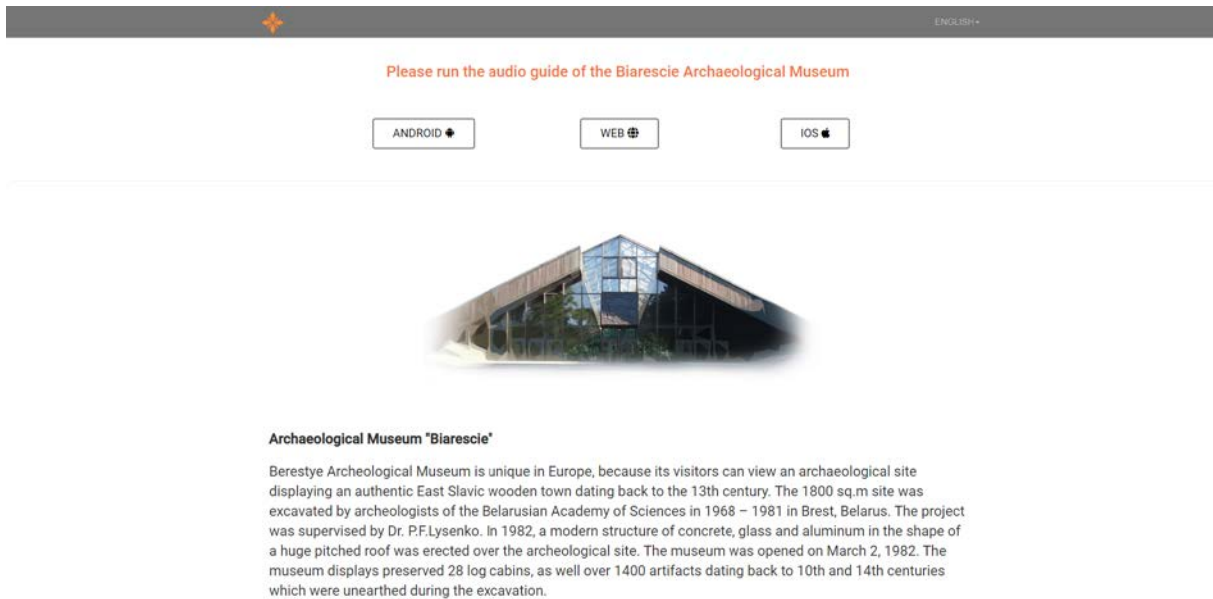 ENGLISH
Please run the audio guide of the Biarescie Archaeological Museum
ANDROID
WEB
IOS
Archaeological Museum "Biarescie"
Berestye Archeological Museum is unique in Europe, because its visitors can view an archaeological site
displaying an authentic East Slavic wooden town dating back to the 13th century. The 1800 sq.m site was
excavated by archeologists of the Belarusian Academy of Sciences in 1968 – 1981 in Brest, Belarus. The project
was supervised by Dr. P.F.Lysenko. In 1982, a modern structure of concrete, glass and aluminum in the shape of
a huge pitched roof was erected over the archeological site. The museum was opened on March 2, 1982. The
museum displays preserved 28 log cabins, as well over 1400 artifacts dating back to 10th and 14th centuries
which were unearthed during the excavation.